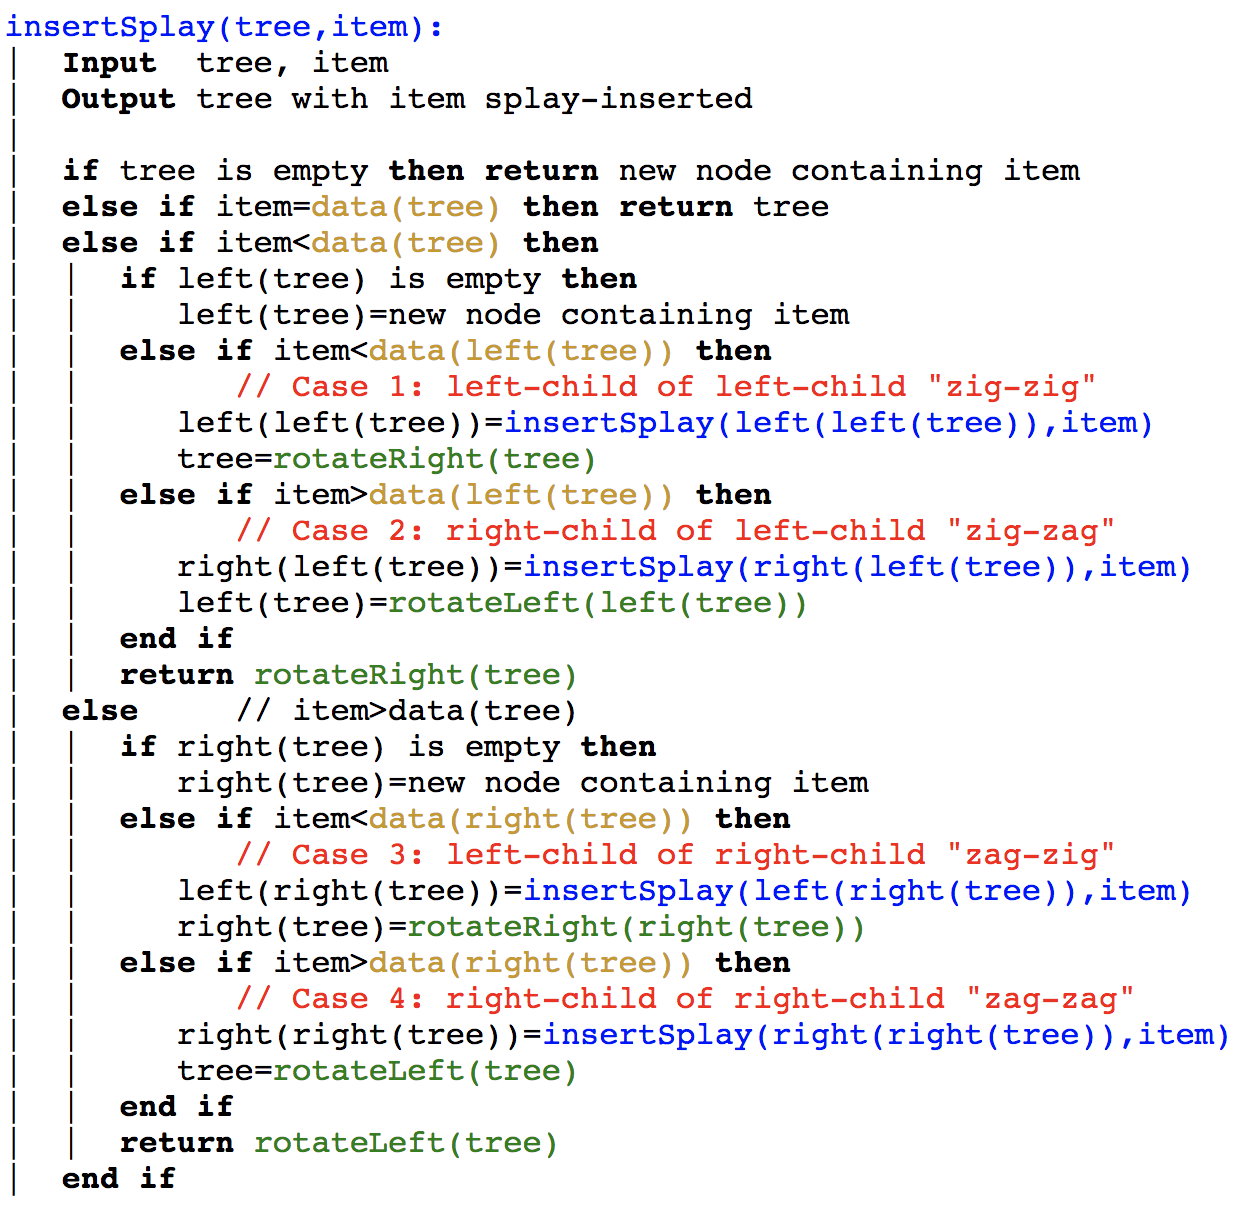 insertSplay(tree,item):
Input  tree, item
Output tree with item splay-inserted
if tree is empty then return new node containing item
else if item=data(tree) then return tree
else if item<data(tree) then
if left(tree) is empty then
left(tree)=new node containing item
else if item<data(left(tree)) then
// Case 1: left-child of left-child "zig-zig"
left(left(tree))=insertSplay(left(left(tree)),item)
tree=rotateRight(tree)
else if item>data(left(tree)) then
// Case 2: right-child of left-child "zig-zag"
right(left(tree))=insertSplay(right(left(tree)),item)
left(tree)=rotateLeft(left(tree))
end if
return rotateRight(tree)
else     // item>data(tree)
if right(tree) is empty then
right(tree)=new node containing item
else if item<data(right(tree)) then
// Case 3: left-child of right-child "zag-zig"
left(right(tree))=insertSplay(left(right(tree)),item)
right(tree)=rotateRight(right(tree))
else if item>data(right(tree)) then
// Case 4: right-child of right-child "zag-zag"
right(right(tree))=insertSplay(right(right(tree)),item)
tree=rotateLeft(tree)
end if
return rotateLeft(tree)
end if